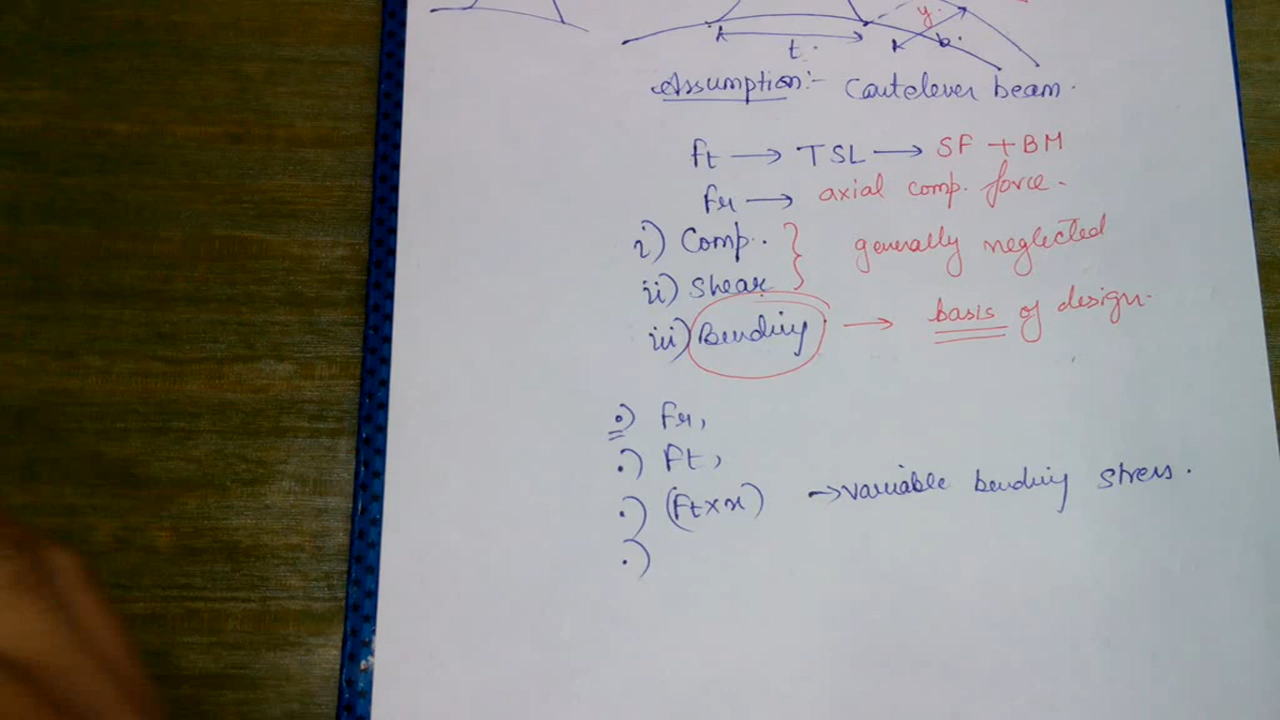 y.
t.
b.
Assumption:- Cantelever beam.
ft → TSL → SF + BM
Fr → axial comp. force.
i) Comp.. } generally neglected
ii) Shear
iii) Bending → basis of design.
•) Fr,
•) Ft,
•) (Ft×x) → variable bending stress.
•)